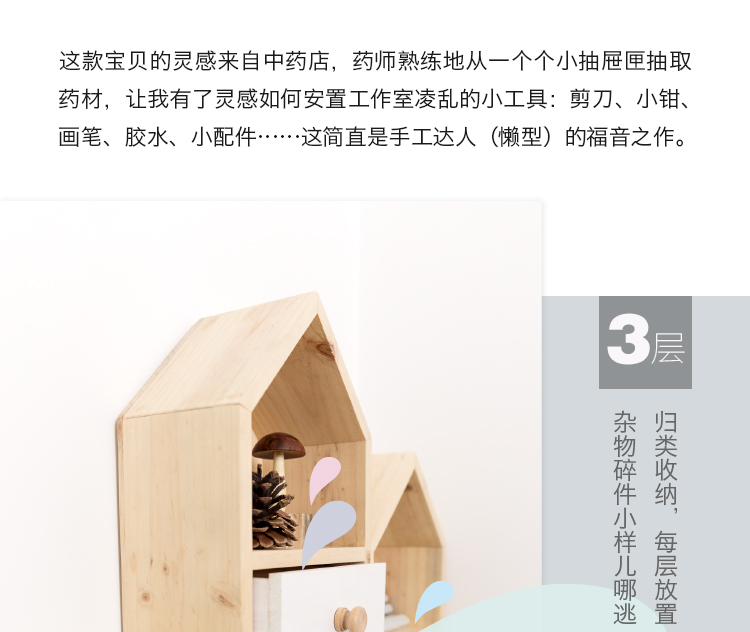 这款宝贝的灵感来自中药店，药师熟练地从一个个小抽屉匣抽取
药材，让我有了灵感如何安置工作室凌乱的小工具：剪刀、小钳、
画笔、胶水、小配件……这简直是手工达人（懒型）的福音之作。
3层
归类收纳，每层放置
杂物碎件小样儿哪逃